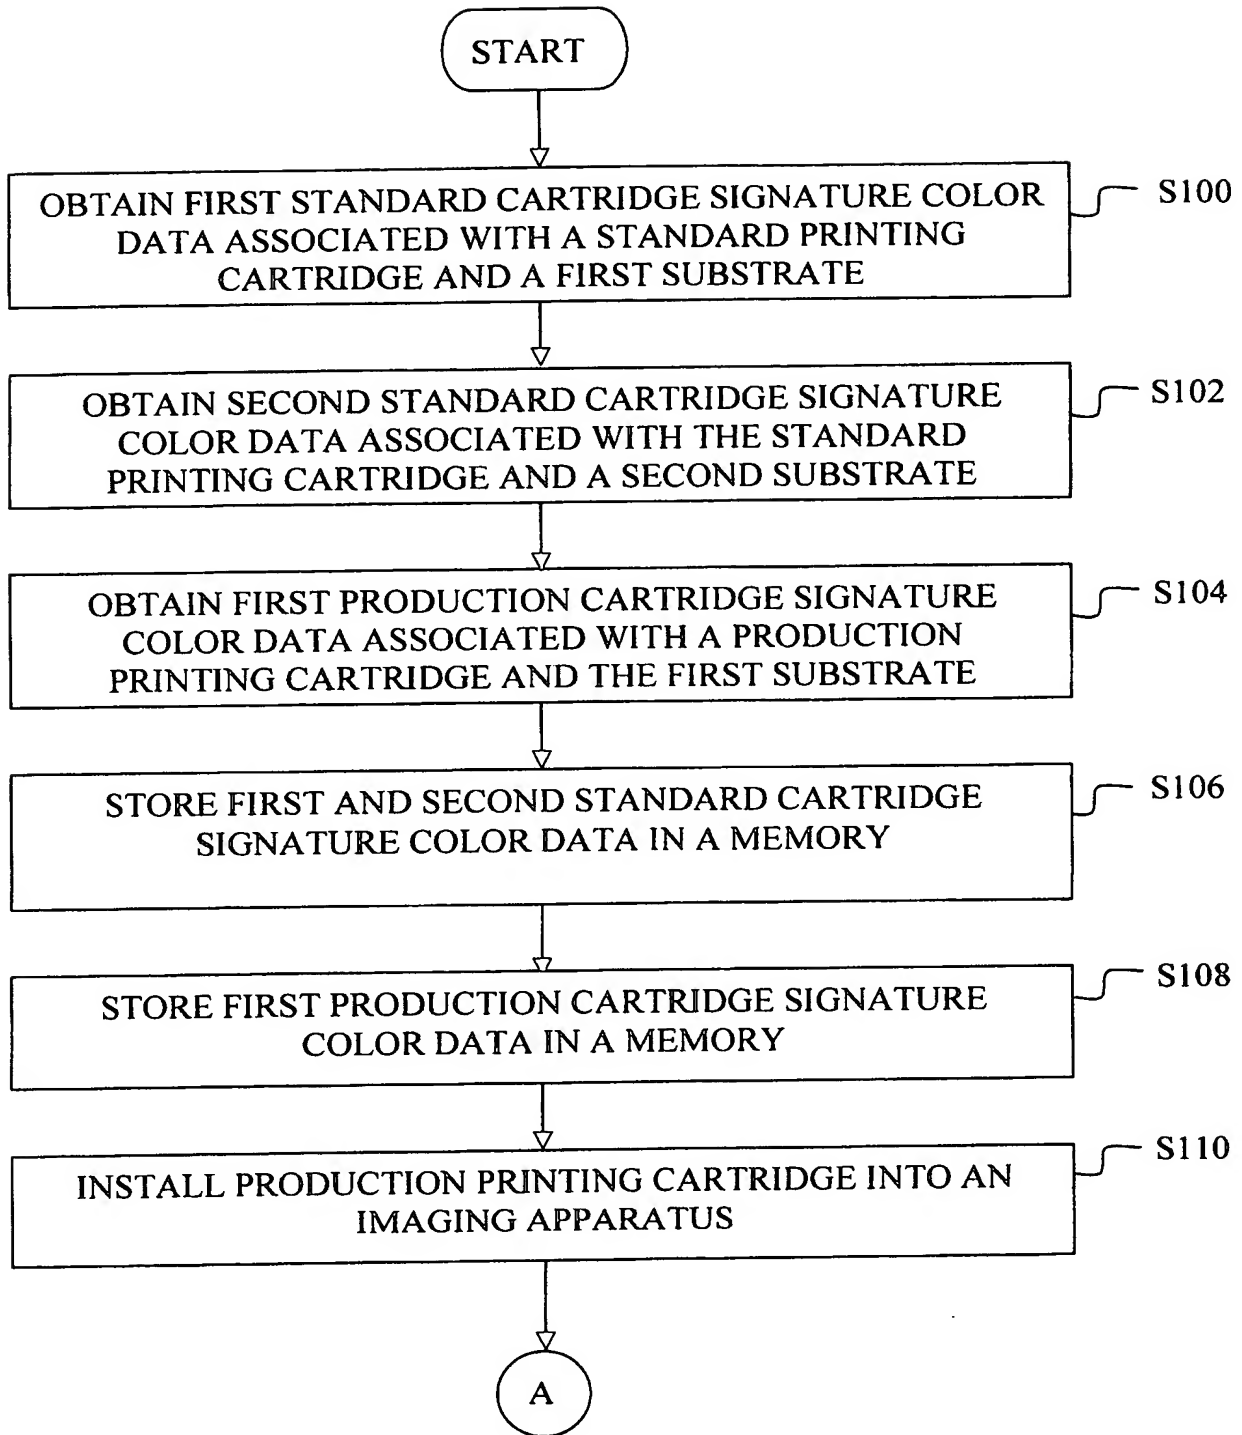 START
OBTAIN FIRST STANDARD CARTRIDGE SIGNATURE COLOR
DATA ASSOCIATED WITH A STANDARD PRINTING
CARTRIDGE AND A FIRST SUBSTRATE
S100
OBTAIN SECOND STANDARD CARTRIDGE SIGNATURE
COLOR DATA ASSOCIATED WITH THE STANDARD
PRINTING CARTRIDGE AND A SECOND SUBSTRATE
S102
OBTAIN FIRST PRODUCTION CARTRIDGE SIGNATURE
COLOR DATA ASSOCIATED WITH A PRODUCTION
PRINTING CARTRIDGE AND THE FIRST SUBSTRATE
S104
STORE FIRST AND SECOND STANDARD CARTRIDGE
SIGNATURE COLOR DATA IN A MEMORY
S106
STORE FIRST PRODUCTION CARTRIDGE SIGNATURE
COLOR DATA IN A MEMORY
S108
INSTALL PRODUCTION PRINTING CARTRIDGE INTO AN
IMAGING APPARATUS
S110
A